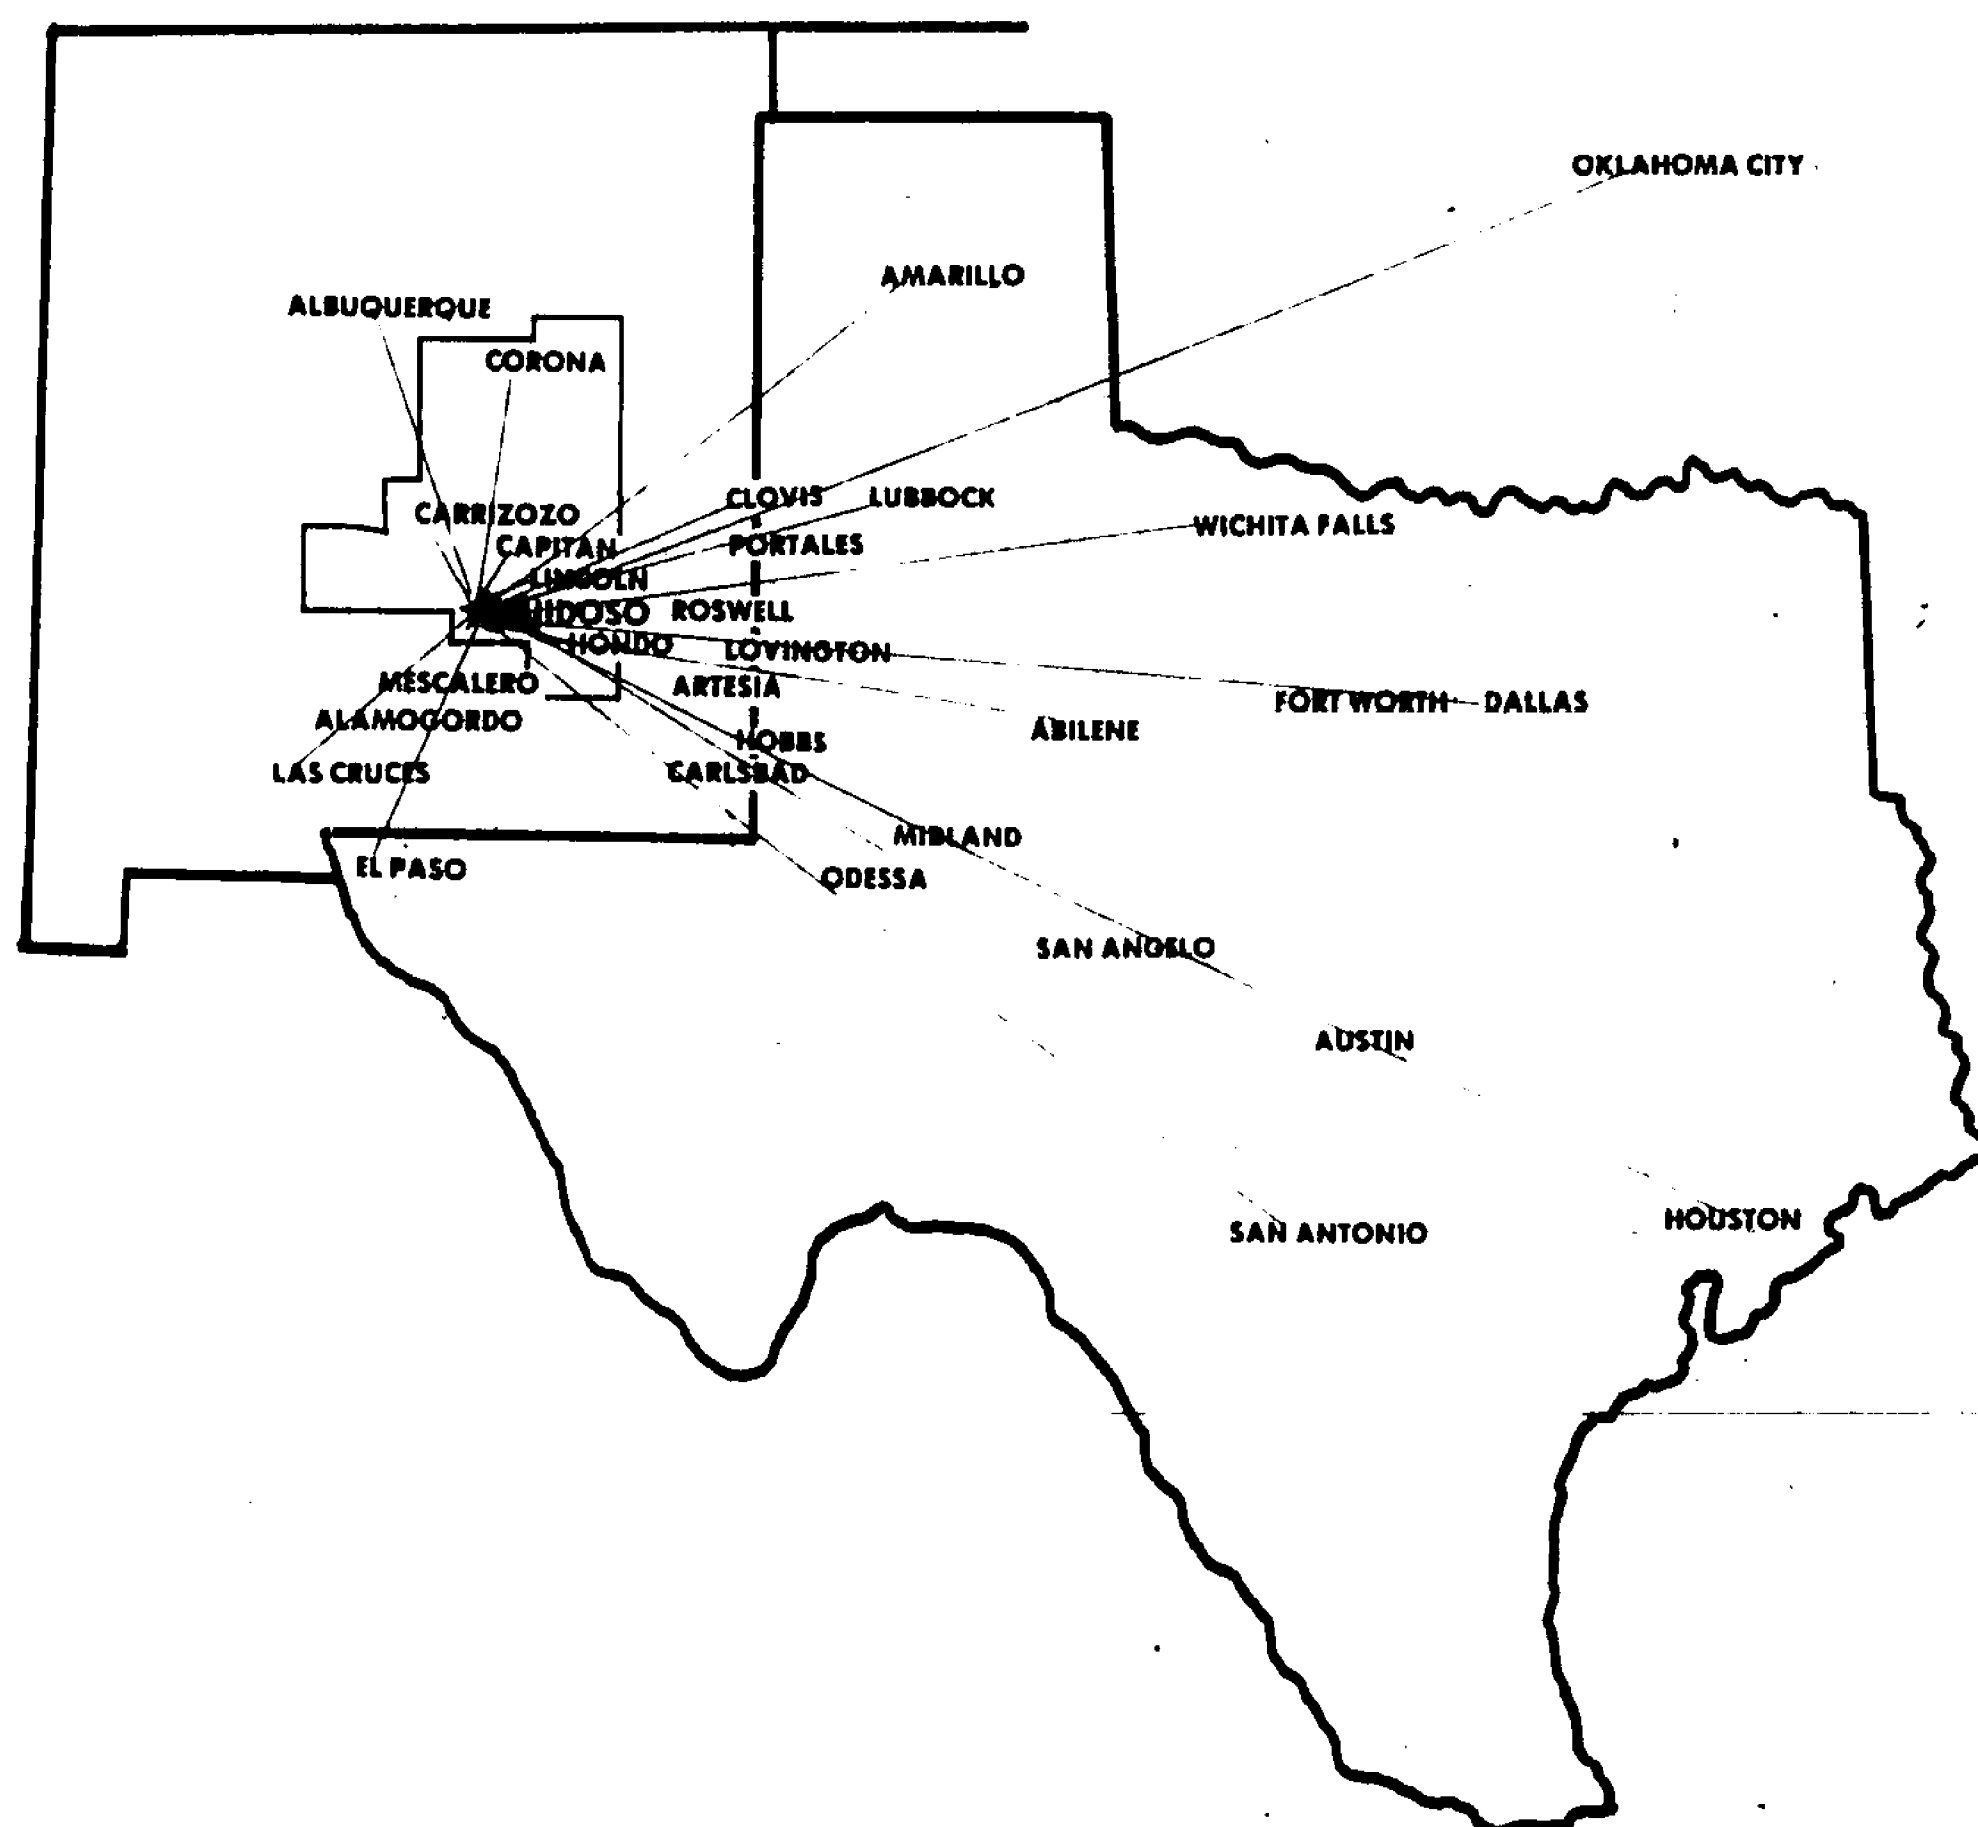 OKLAHOMA CITY
AMARILLO
ALBUQUERQUE
CORONA
CLOVIS
LUBBOCK
CARRIZOZO
WICHITA FALLS
CAPITAN
PORTALES
LINCOLN
ROSWELL
HONDO
LOVINGTON
MESCALERO
ARTESIA
FORT WORTH - DALLAS
ALAMOGORDO
ABILENE
HOBBS
LAS CRUCES
CARLSBAD
MIDLAND
EL PASO
ODESSA
SAN ANGELO
AUSTIN
HOUSTON
SAN ANTONIO